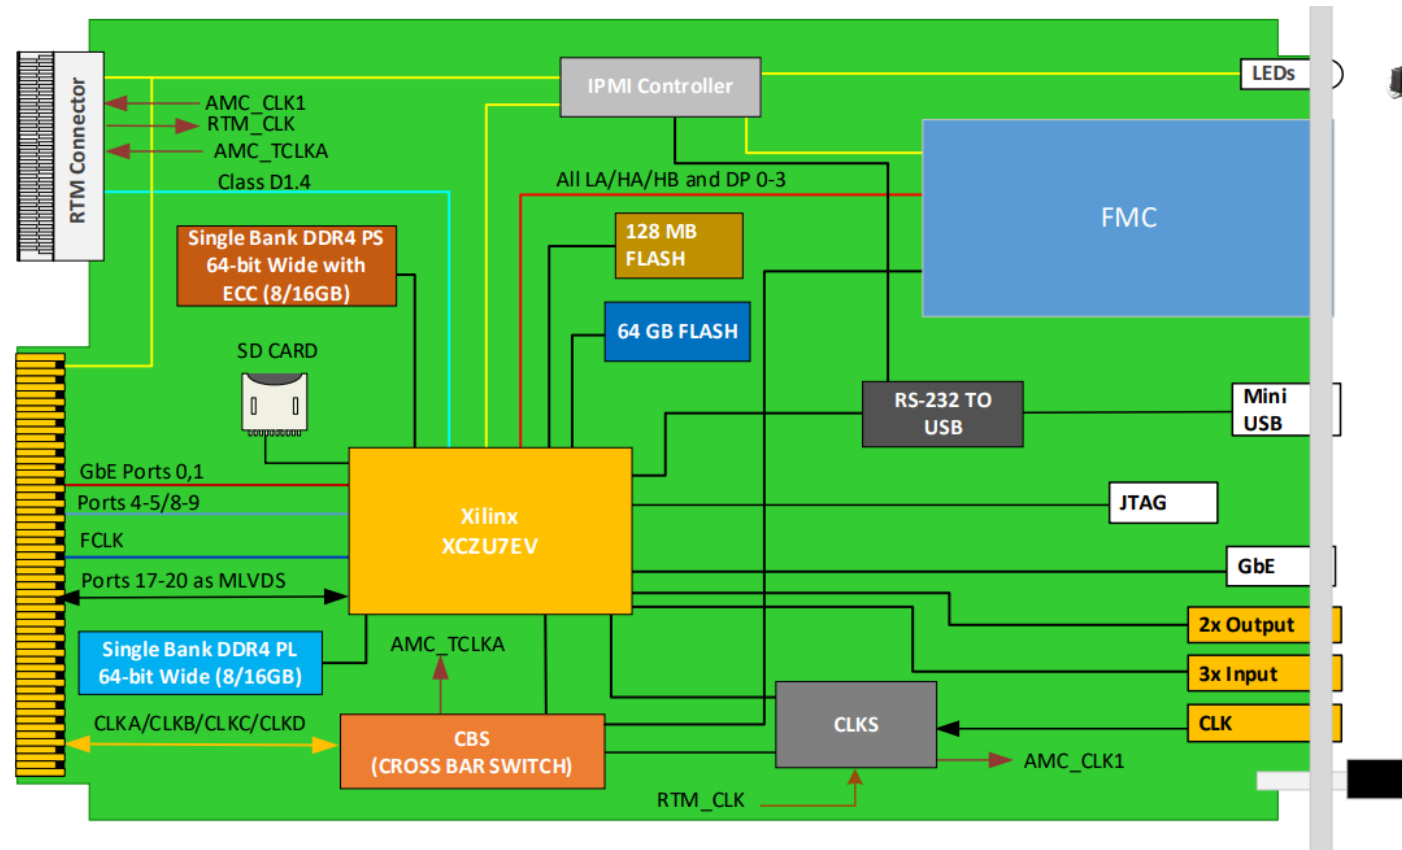 IPMI Controller
LEDs
RTM Connector
AMC_CLK1
RTM_CLK
AMC_TCLKA
Class D1.4
All LA/HA/HB and DP 0-3
FMC
Single Bank DDR4 PS
64-bit Wide with
ECC (8/16GB)
128 MB
FLASH
64 GB FLASH
SD CARD
RS-232 TO
USB
Mini
USB
GbE Ports 0,1
Ports 4-5/8-9
FCLK
Ports 17-20 as MLVDS
Xilinx
XCZU7EV
JTAG
GbE
2x Output
3x Input
CLK
Single Bank DDR4 PL
64-bit Wide (8/16GB)
AMC_TCLKA
CLKA/CLKB/CLKC/CLKD
CBS
(CROSS BAR SWITCH)
CLKS
AMC_CLK1
RTM_CLK